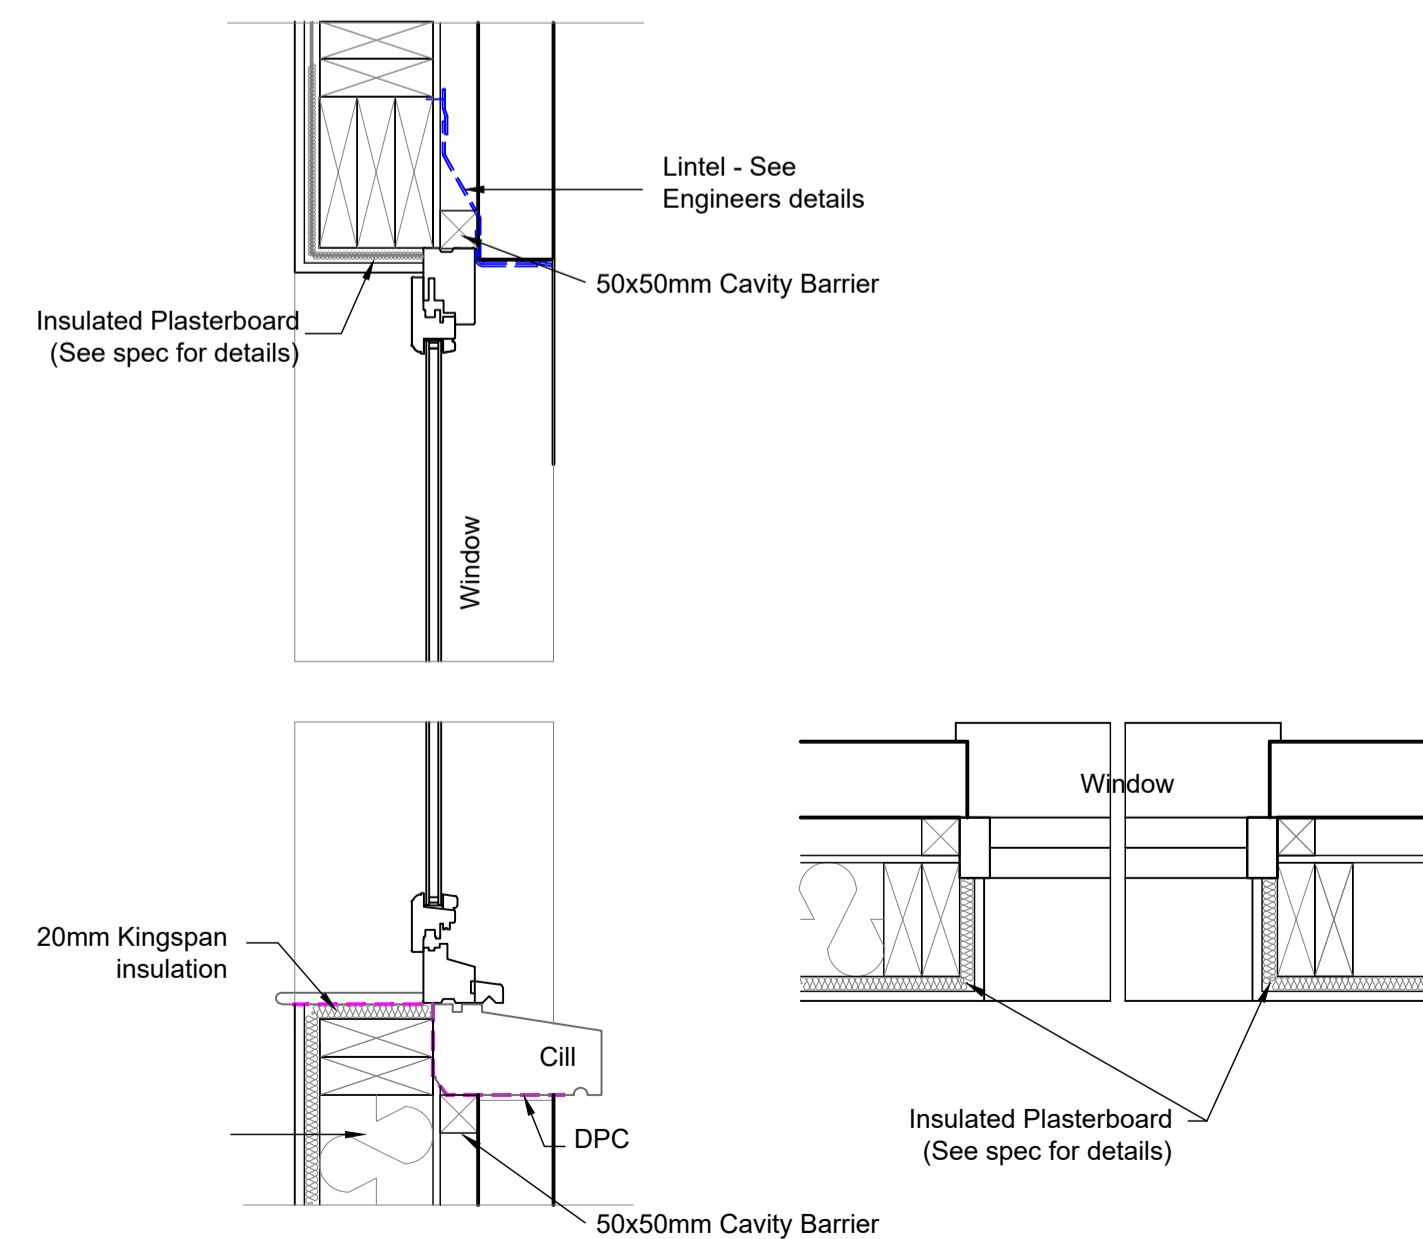 Lintel - See
Engineers details
50x50mm Cavity Barrier
Insulated Plasterboard
(See spec for details)
Window
Window
20mm Kingspan
insulation
Cill
DPC
Insulated Plasterboard
(See spec for details)
50x50mm Cavity Barrier